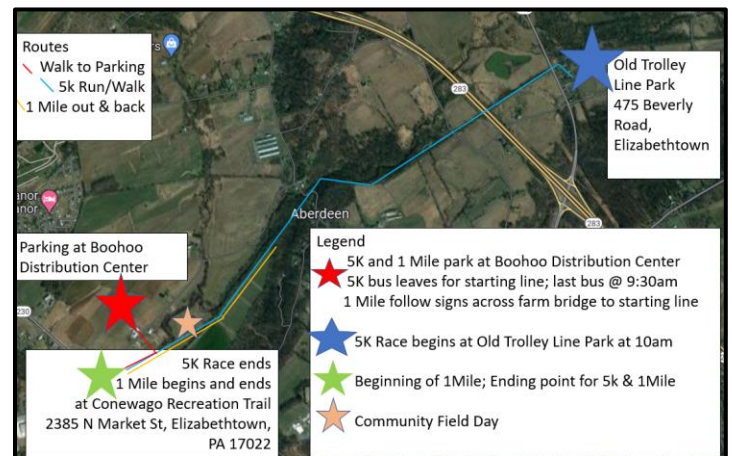 Routes
Walk to Parking
5k Run/Walk
1 Mile out & back
283
Old Trolley
Line Park
475 Beverly
Road,
Elizabethtown
Aberdeen
283
Parking at Boohoo
Distribution Center
230
Legend
5K and 1 Mile park at Boohoo Distribution Center
5K bus leaves for starting line; last bus @ 9:30am
1 Mile follow signs across farm bridge to starting line
5K Race begins at Old Trolley Line Park at 10am
Beginning of 1Mile; Ending point for 5k & 1Mile
Community Field Day
5K Race ends
1 Mile begins and ends
at Conewago Recreation Trail
2385 N Market St, Elizabethtown,
PA 17022